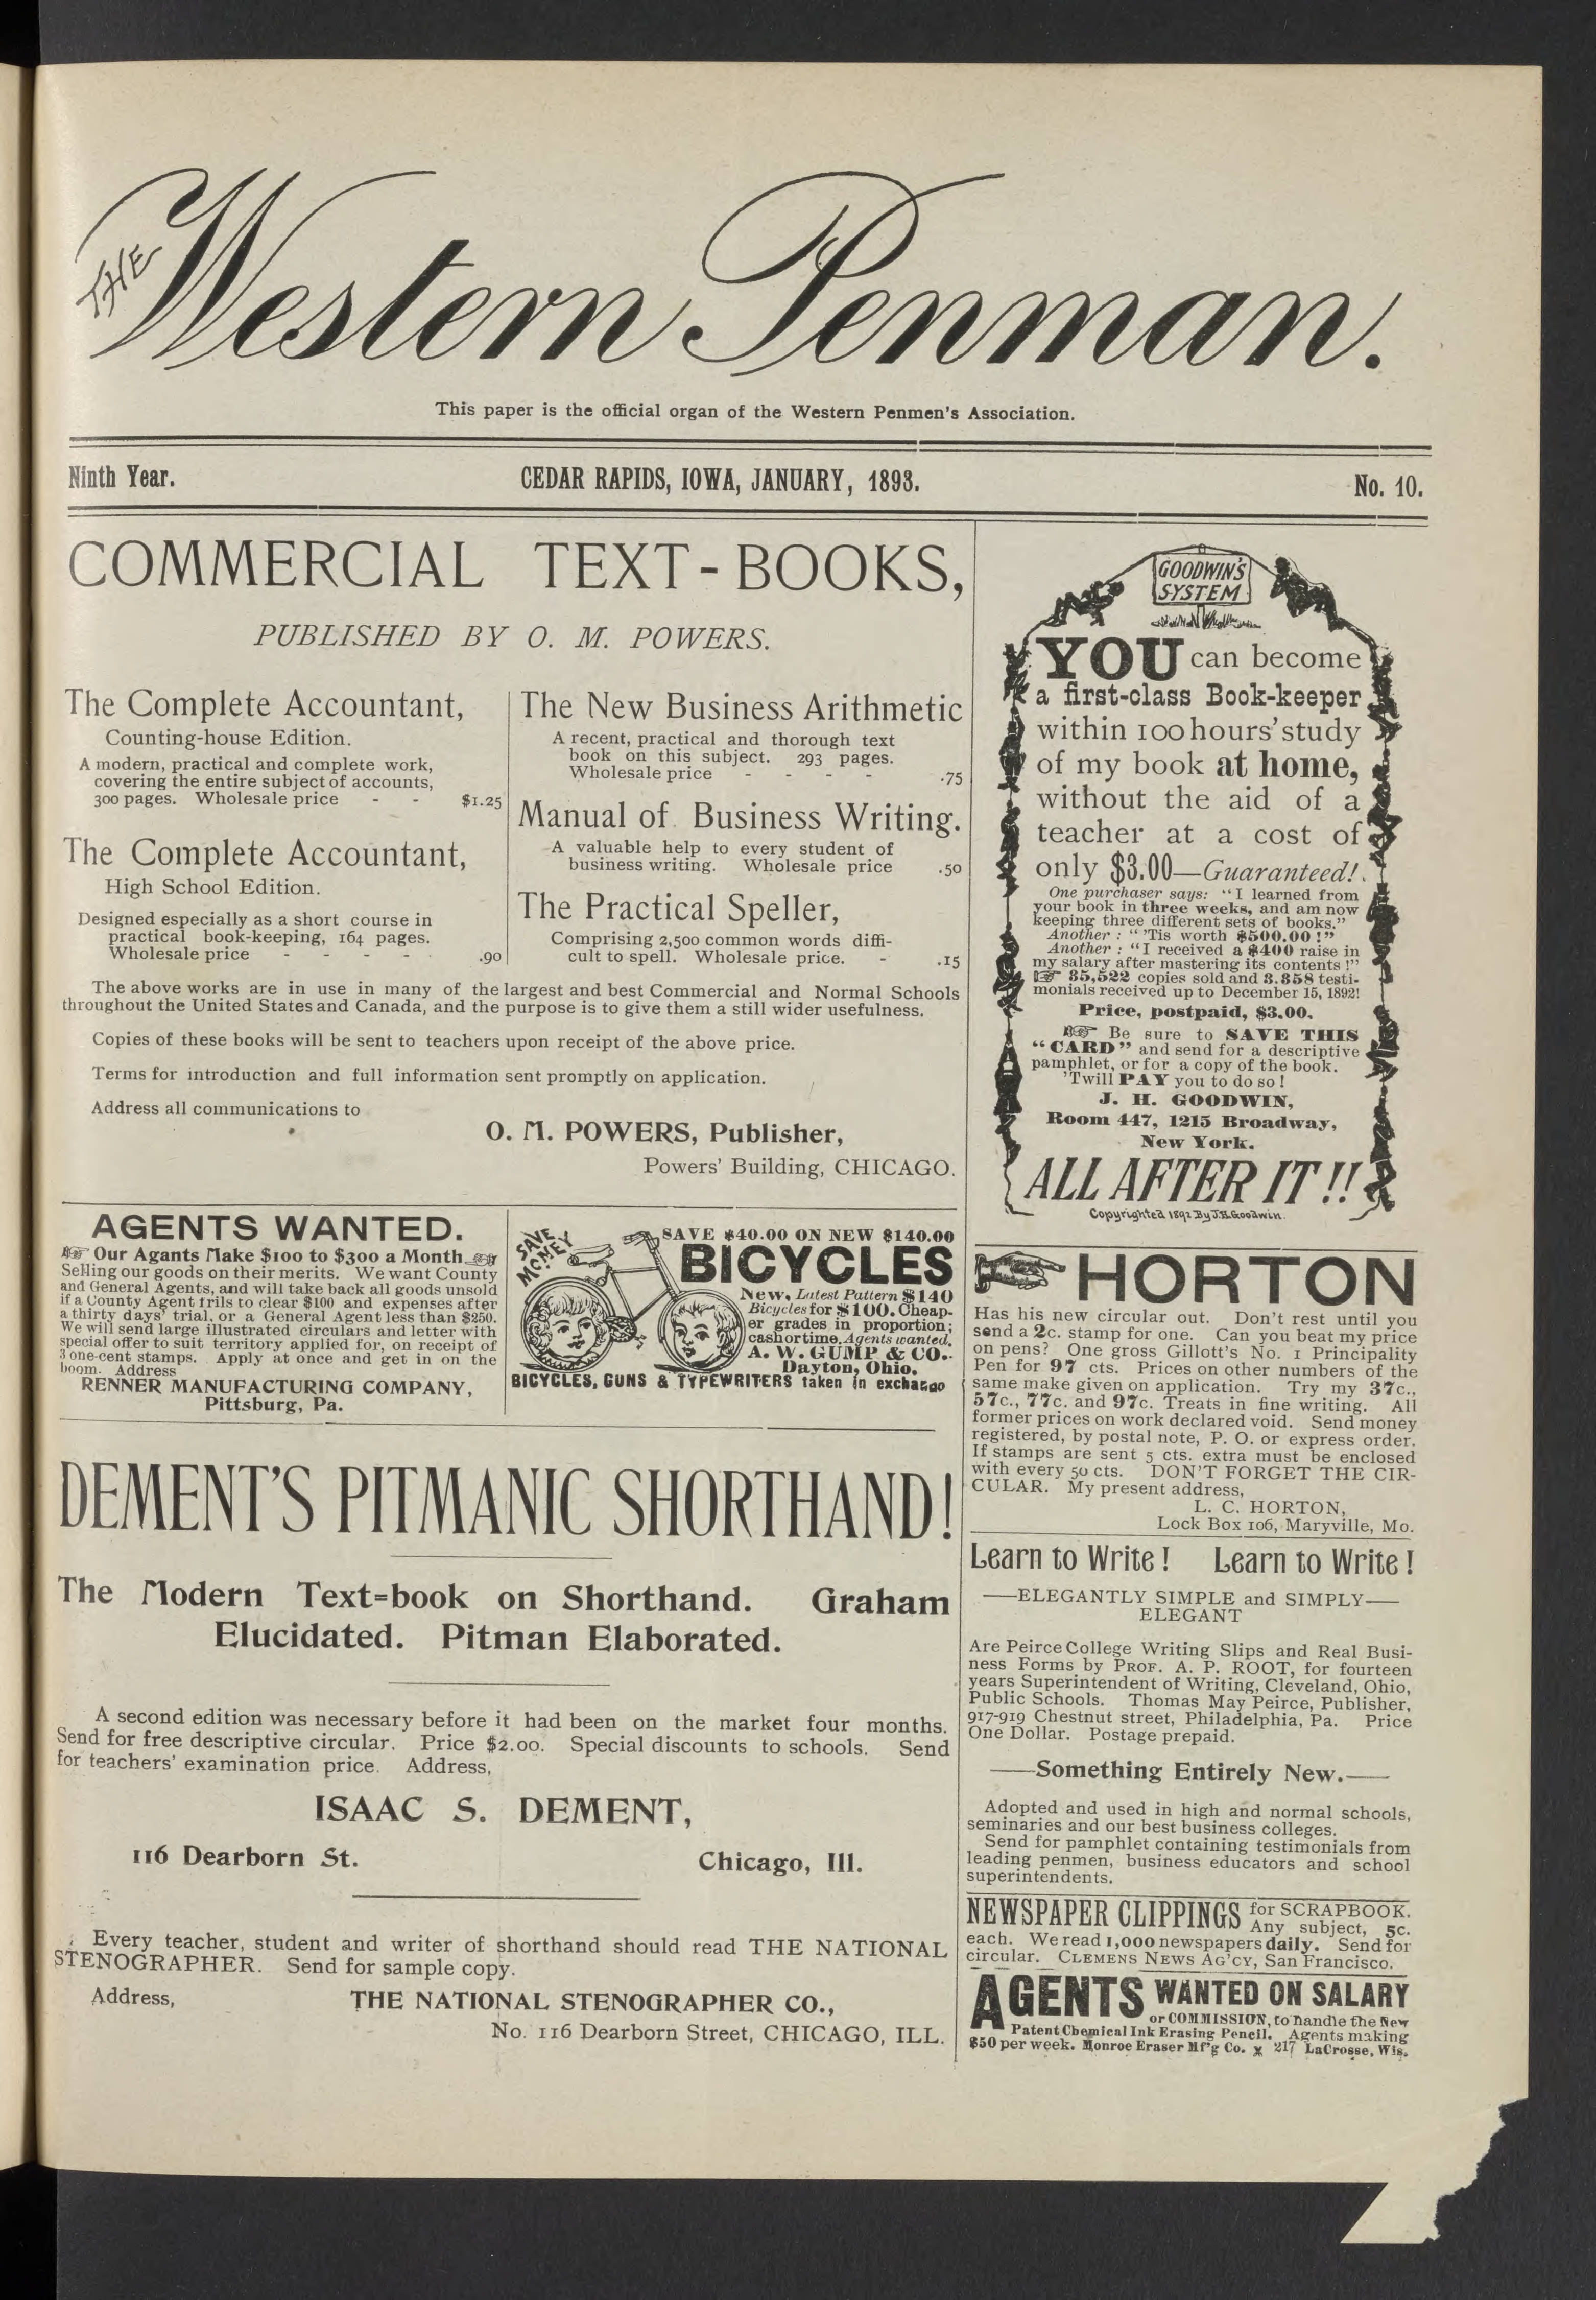 THE Western Penman.
This paper is the official organ of the Western Penmen's Association.
Ninth Year.
CEDAR RAPIDS, IOWA, JANUARY, 1893.
No. 10.
COMMERCIAL TEXT-BOOKS,
PUBLISHED BY O. M. POWERS.
The Complete Accountant,
Counting-house Edition.
A modern, practical and complete work,
covering the entire subject of accounts,
300 pages. Wholesale price - - $1.25
The Complete Accountant,
High School Edition.
Designed especially as a short course in
practical book-keeping, 164 pages.
Wholesale price - - - - .90
The New Business Arithmetic
A recent, practical and thorough text
book on this subject. 293 pages.
Wholesale price - - - - .75
Manual of Business Writing.
A valuable help to every student of
business writing. Wholesale price .50
The Practical Speller,
Comprising 2,500 common words diffi-
cult to spell. Wholesale price. - .15
The above works are in use in many of the largest and best Commercial and Normal Schools
throughout the United States and Canada, and the purpose is to give them a still wider usefulness.
Copies of these books will be sent to teachers upon receipt of the above price.
Terms for introduction and full information sent promptly on application.
Address all communications to
O. M. POWERS, Publisher,
Powers' Building, CHICAGO.
AGENTS WANTED.
☞ Our Agants Make $100 to $300 a Month ☜
Selling our goods on their merits. We want County
and General Agents, and will take back all goods unsold
if a County Agent frils to clear $100 and expenses after
a thirty days' trial, or a General Agent less than $250.
We will send large illustrated circulars and letter with
special offer to suit territory applied for, on receipt of
3 one-cent stamps. Apply at once and get in on the
boom. Address
RENNER MANUFACTURING COMPANY,
Pittsburg, Pa.
SAVE MONEY
SAVE $40.00 ON NEW $140.00
BICYCLES
New, Latest Pattern $140
Bicycles for $100. Cheap-
er grades in proportion;
cash or time. Agents wanted.
A. W. GUMP & CO.
Dayton, Ohio.
BICYCLES, GUNS & TYPEWRITERS taken in exchange
DEMENT'S PITMANIC SHORTHAND!
The Modern Text=book on Shorthand. Graham
Elucidated. Pitman Elaborated.
A second edition was necessary before it had been on the market four months.
Send for free descriptive circular. Price $2.00. Special discounts to schools. Send
for teachers' examination price. Address,
ISAAC S. DEMENT,
116 Dearborn St. Chicago, Ill.
Every teacher, student and writer of shorthand should read THE NATIONAL
STENOGRAPHER. Send for sample copy.
Address, THE NATIONAL STENOGRAPHER CO.,
No. 116 Dearborn Street, CHICAGO, ILL.
GOODWIN'S
SYSTEM
YOU can become
a first-class Book-keeper
within 100 hours' study
of my book at home,
without the aid of a
teacher at a cost of
only $3.00—Guaranteed!
One purchaser says: "I learned from
your book in three weeks, and am now
keeping three different sets of books."
Another: "'Tis worth $500.00!"
Another: "I received a $400 raise in
my salary after mastering its contents!"
☞ 35,522 copies sold and 3,358 testi-
monials received up to December 15, 1892!
Price, postpaid, $3.00.
☞ Be sure to SAVE THIS
"CARD" and send for a descriptive
pamphlet, or for a copy of the book.
'Twill PAY you to do so!
J. H. GOODWIN,
Room 447, 1215 Broadway,
New York.
ALL AFTER IT!!
Copyrighted 1892 By J.H. Goodwin.
HORTON
Has his new circular out. Don't rest until you
send a 2c. stamp for one. Can you beat my price
on pens? One gross Gillott's No. 1 Principality
Pen for 97 cts. Prices on other numbers of the
same make given on application. Try my 37c.,
57c., 77c. and 97c. Treats in fine writing. All
former prices on work declared void. Send money
registered, by postal note, P. O. or express order.
If stamps are sent 5 cts. extra must be enclosed
with every 50 cts. DON'T FORGET THE CIR-
CULAR. My present address,
L. C. HORTON,
Lock Box 106, Maryville, Mo.
Learn to Write! Learn to Write!
—ELEGANTLY SIMPLE and SIMPLY—
ELEGANT
Are Peirce College Writing Slips and Real Busi-
ness Forms by PROF. A. P. ROOT, for fourteen
years Superintendent of Writing, Cleveland, Ohio,
Public Schools. Thomas May Peirce, Publisher,
917-919 Chestnut street, Philadelphia, Pa. Price
One Dollar. Postage prepaid.
—Something Entirely New.—
Adopted and used in high and normal schools,
seminaries and our best business colleges.
Send for pamphlet containing testimonials from
leading penmen, business educators and school
superintendents.
NEWSPAPER CLIPPINGS for SCRAPBOOK.
Any subject, 5c.
each. We read 1,000 newspapers daily. Send for
circular. CLEMENS NEWS AG'CY, San Francisco.
AGENTS WANTED ON SALARY
or COMMISSION, to handle the New
Patent Chemical Ink Erasing Pencil. Agents making
$50 per week. Monroe Eraser Mf'g Co. x 217 LaCrosse, Wis.